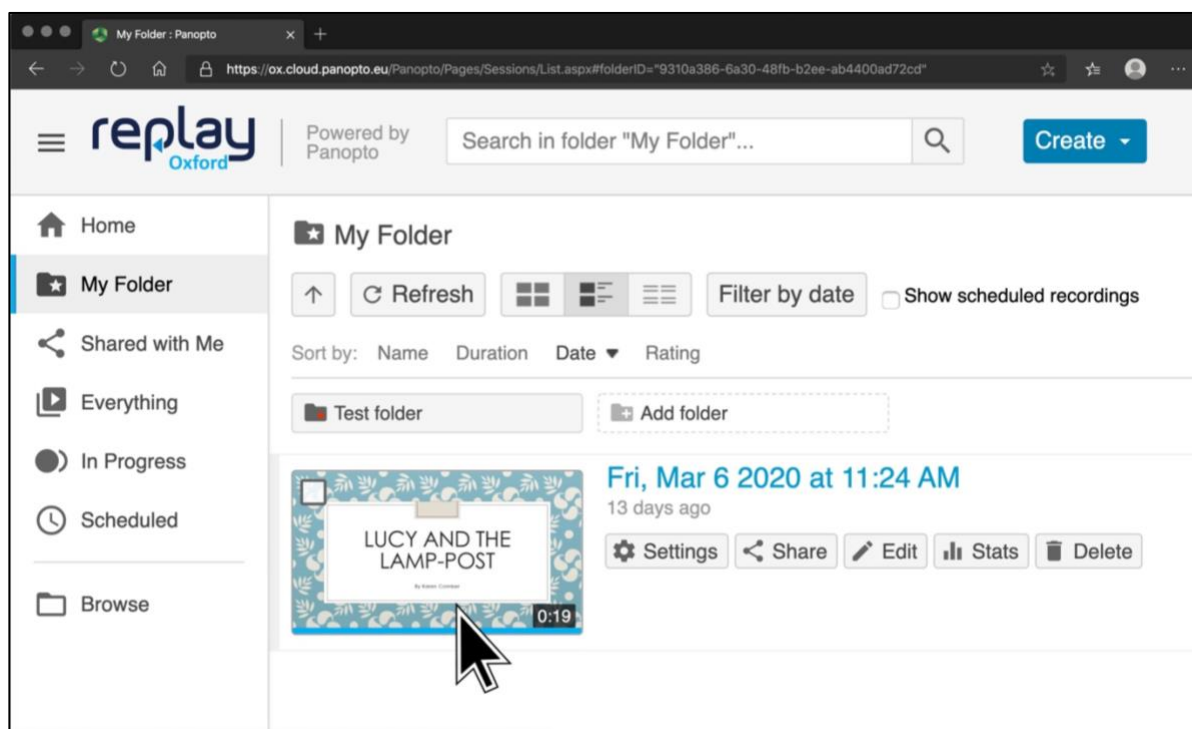 My Folder : Panopto
https://ox.cloud.panopto.eu/Panopto/Pages/Sessions/List.aspx#folderID="9310a386-6a30-48fb-b2ee-ab4400ad72cd"
replay
Oxford
Powered by
Panopto
Search in folder "My Folder"...
Create
Home
My Folder
Shared with Me
Everything
In Progress
Scheduled
Browse
My Folder
Refresh
Filter by date
Show scheduled recordings
Sort by: Name Duration Date Rating
Test folder
Add folder
LUCY AND THE
LAMP-POST
0:19
Fri, Mar 6 2020 at 11:24 AM
13 days ago
Settings Share Edit Stats Delete